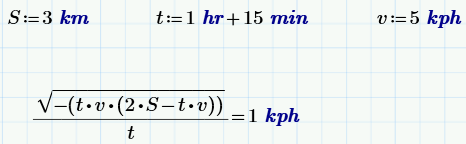 S:=3 km t:=1 hr+15 min v:=5 kph
√−(t·v·(2·S−t·v))
t
=1 kph